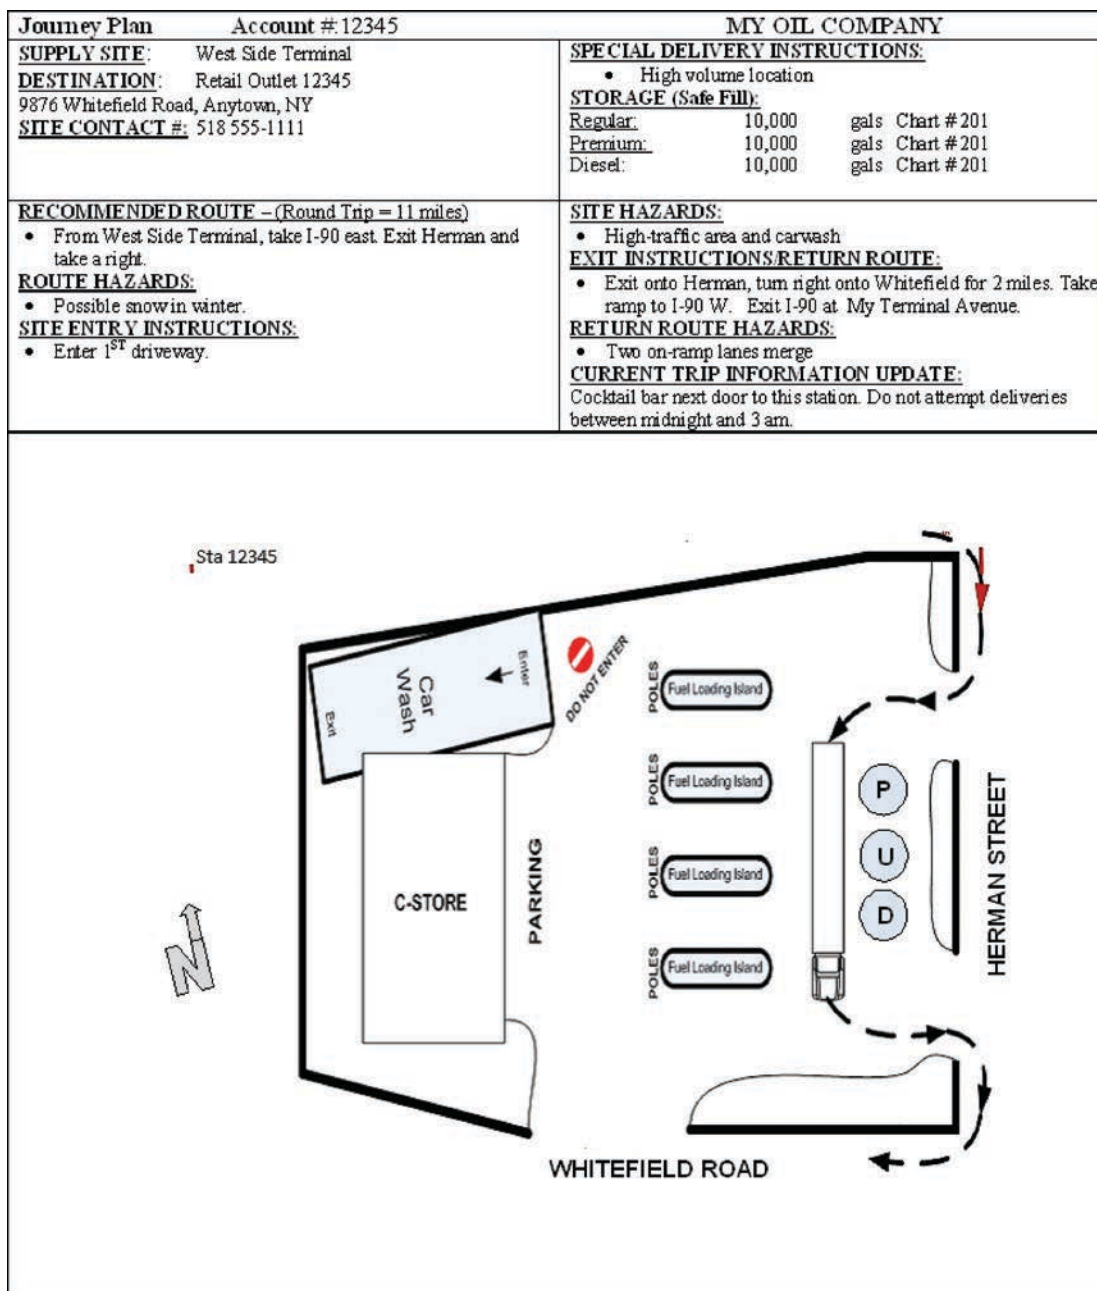 Journey Plan Account #:12345
MY OIL COMPANY
SUPPLY SITE: West Side Terminal
DESTINATION: Retail Outlet 12345
9876 Whitefield Road, Anytown, NY
SITE CONTACT #: 518 555-1111
SPECIAL DELIVERY INSTRUCTIONS:
• High volume location
STORAGE (Safe Fill):
Regular: 10,000 gals Chart #201
Premium: 10,000 gals Chart #201
Diesel: 10,000 gals Chart #201
RECOMMENDED ROUTE – (Round Trip = 11 miles)
• From West Side Terminal, take I-90 east. Exit Herman and
take a right.
ROUTE HAZARDS:
• Possible snow in winter.
SITE ENTRY INSTRUCTIONS:
• Enter 1ST driveway.
SITE HAZARDS:
• High-traffic area and carwash
EXIT INSTRUCTIONS/RETURN ROUTE:
• Exit onto Herman, turn right onto Whitefield for 2 miles. Take
ramp to I-90 W. Exit I-90 at My Terminal Avenue.
RETURN ROUTE HAZARDS:
• Two on-ramp lanes merge
CURRENT TRIP INFORMATION UPDATE:
Cocktail bar next door to this station. Do not attempt deliveries
between midnight and 3 am.
Sta 12345
Enter
Car
Wash
Exit
DO NOT ENTER
POLES
Fuel Loading Island
POLES
Fuel Loading Island
POLES
Fuel Loading Island
POLES
Fuel Loading Island
P
U
D
C-STORE
PARKING
HERMAN STREET
N
WHITEFIELD ROAD